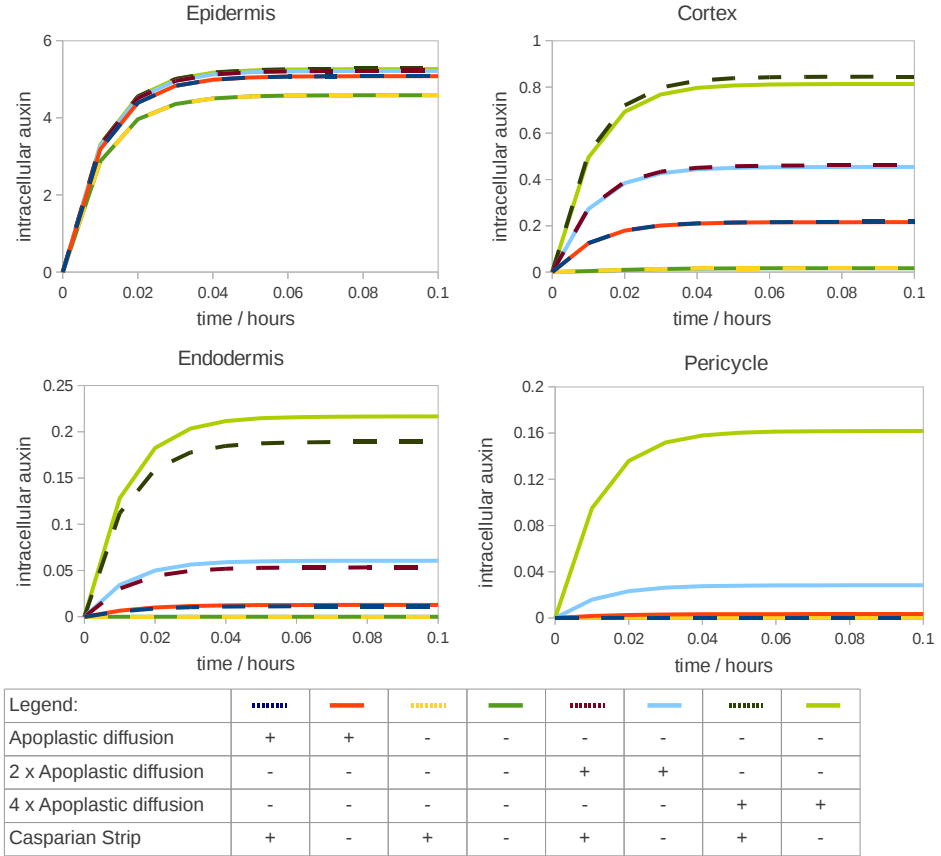 Epidermis
6
4
2
0
intracellular auxin
0 0.02 0.04 0.06 0.08 0.1
time / hours
Cortex
1
0.8
0.6
0.4
0.2
0
intracellular auxin
0 0.02 0.04 0.06 0.08 0.1
time / hours
Endodermis
0.25
0.2
0.15
0.1
0.05
0
intracellular auxin
0 0.02 0.04 0.06 0.08 0.1
time / hours
Pericycle
0.2
0.16
0.12
0.08
0.04
0
intracellular auxin
0 0.02 0.04 0.06 0.08 0.1
time / hours
Legend:
Apoplastic diffusion + + - - - - - -
2 x Apoplastic diffusion - - - - + + - -
4 x Apoplastic diffusion - - - - - - + +
Casparian Strip + - + - + - + -